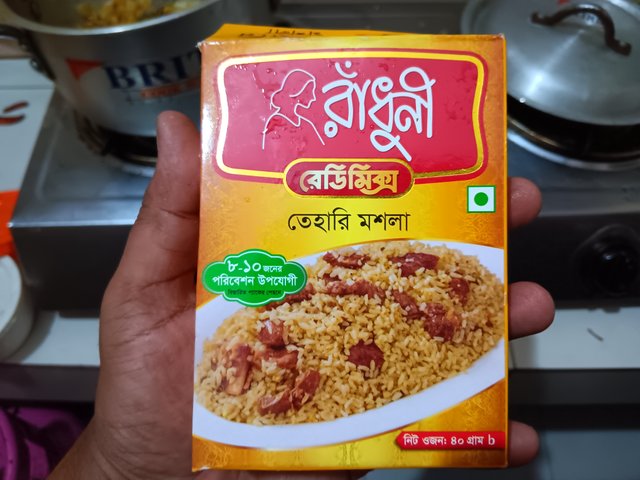 BRIT
রাঁধুনী
রেডিমিক্স
তেহারি মশলা
৮-১০ জনের
পরিবেশন উপযোগী
নিট ওজন: ৪০ গ্রাম b